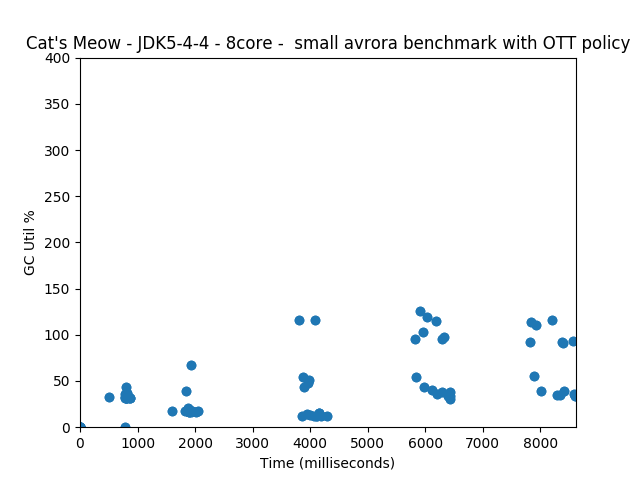 Cat's Meow - JDK5-4-4 - 8core -  small avrora benchmark with OTT policy
400
350
300
250
200
150
100
50
0
GC Util %
0 1000 2000 3000 4000 5000 6000 7000 8000
Time (milliseconds)